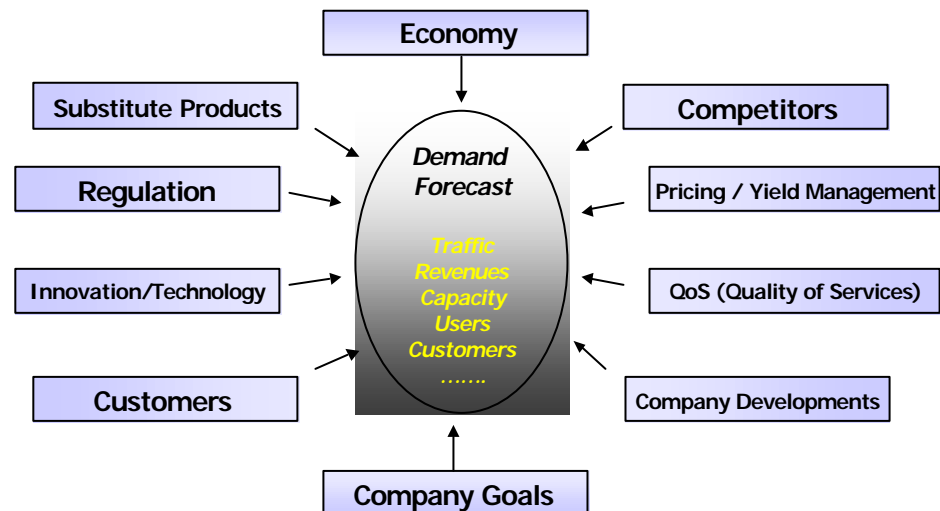 Economy
Substitute Products
Competitors
Demand
Forecast
Regulation
Pricing / Yield Management
Traffic
Revenues
Capacity
Users
Customers
.......
Innovation/Technology
QoS (Quality of Services)
Customers
Company Developments
Company Goals